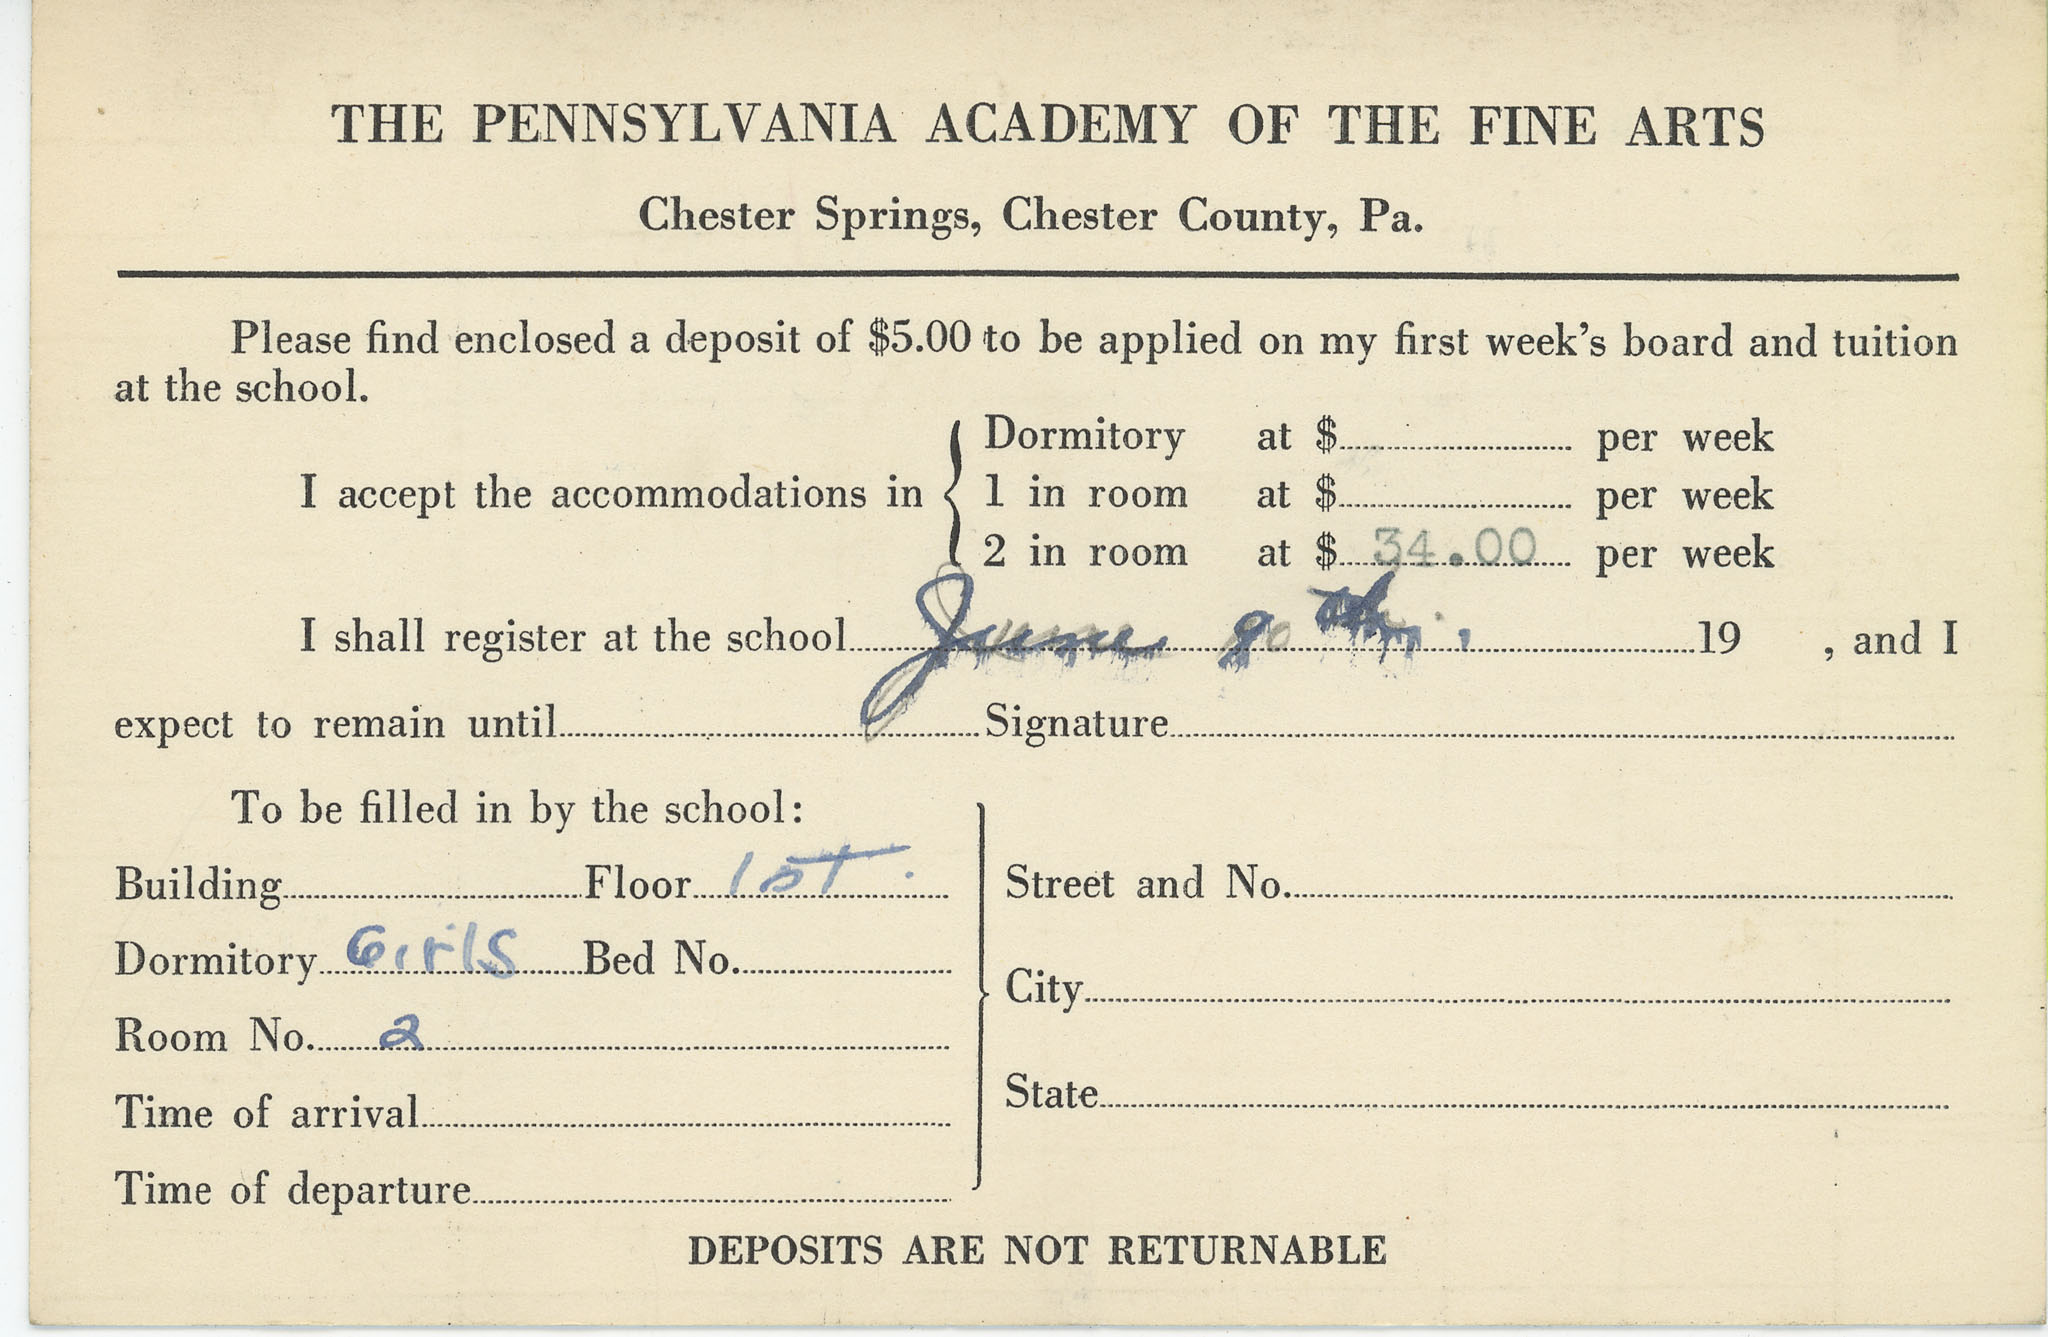 THE PENNSYLVANIA ACADEMY OF THE FINE ARTS
Chester Springs, Chester County, Pa.
Please find enclosed a deposit of $5.00 to be applied on my first week's board and tuition
at the school.
Dormitory at $ per week
I accept the accommodations in 1 in room at $ per week
2 in room at $ 34.00 per week
I shall register at the school June 9 th, 19 , and I
expect to remain until Signature
To be filled in by the school:
Building Floor 1st.
Dormitory Girls Bed No.
Room No. 2
Time of arrival
Time of departure
Street and No.
City
State
DEPOSITS ARE NOT RETURNABLE